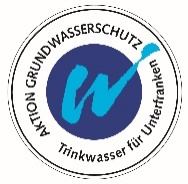 AKTION GRUNDWASSERSCHUTZ
Trinkwasser für Unterfranken